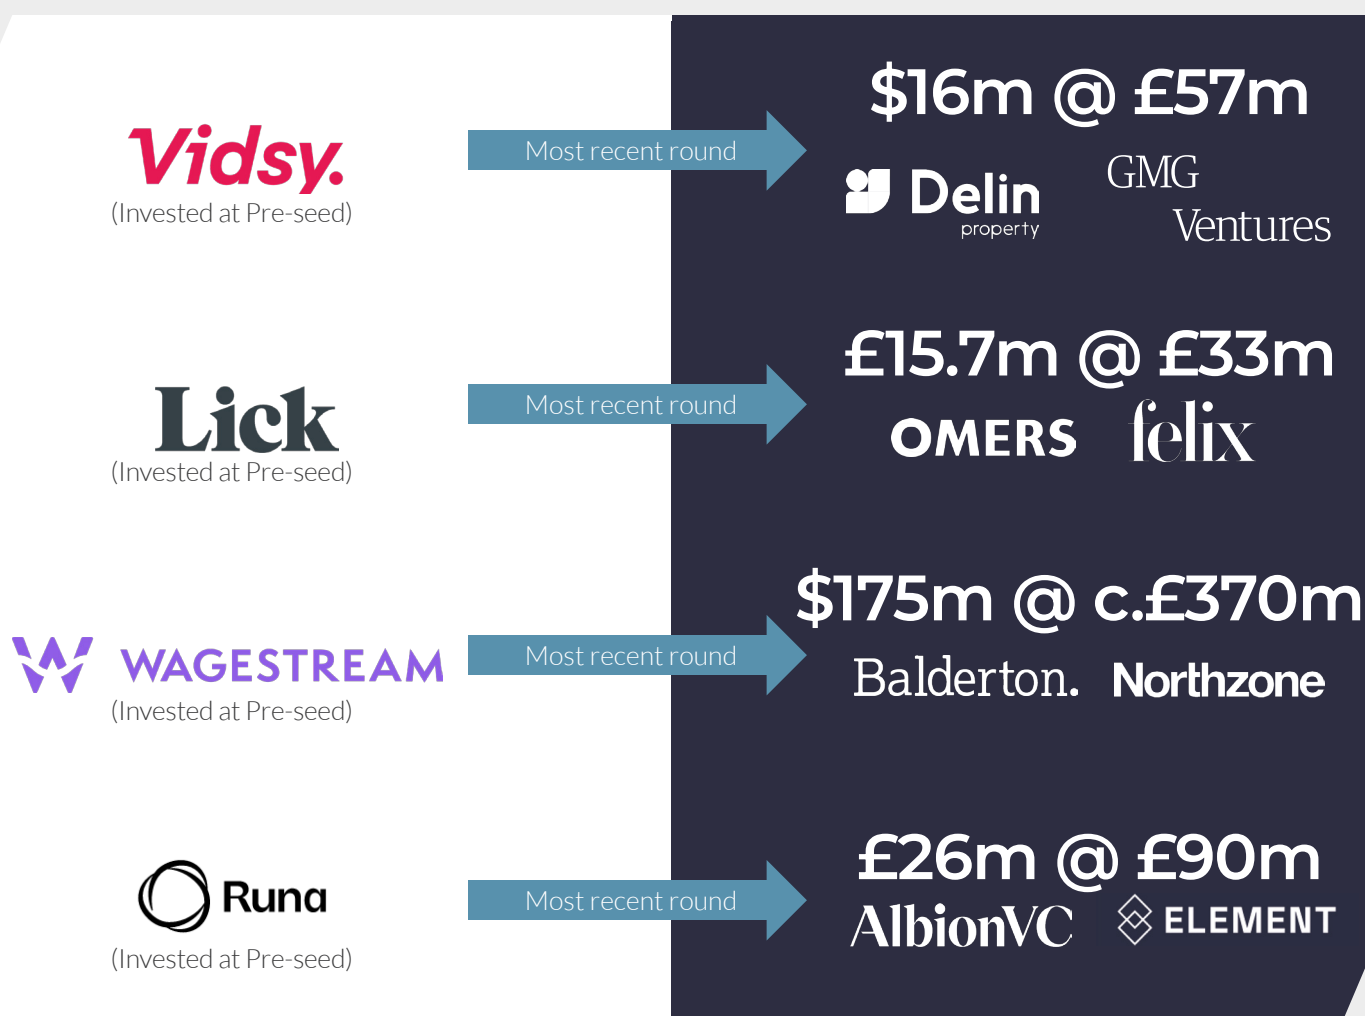 Vidsy.
(Invested at Pre-seed)
Most recent round
$16m @ £57m
Delin
property
GMG
Ventures
Lick
(Invested at Pre-seed)
Most recent round
£15.7m @ £33m
OMERS felix
WAGESTREAM
(Invested at Pre-seed)
Most recent round
$175m @ c.£370m
Balderton. Northzone
Runa
(Invested at Pre-seed)
Most recent round
£26m @ £90m
AlbionVC ELEMENT